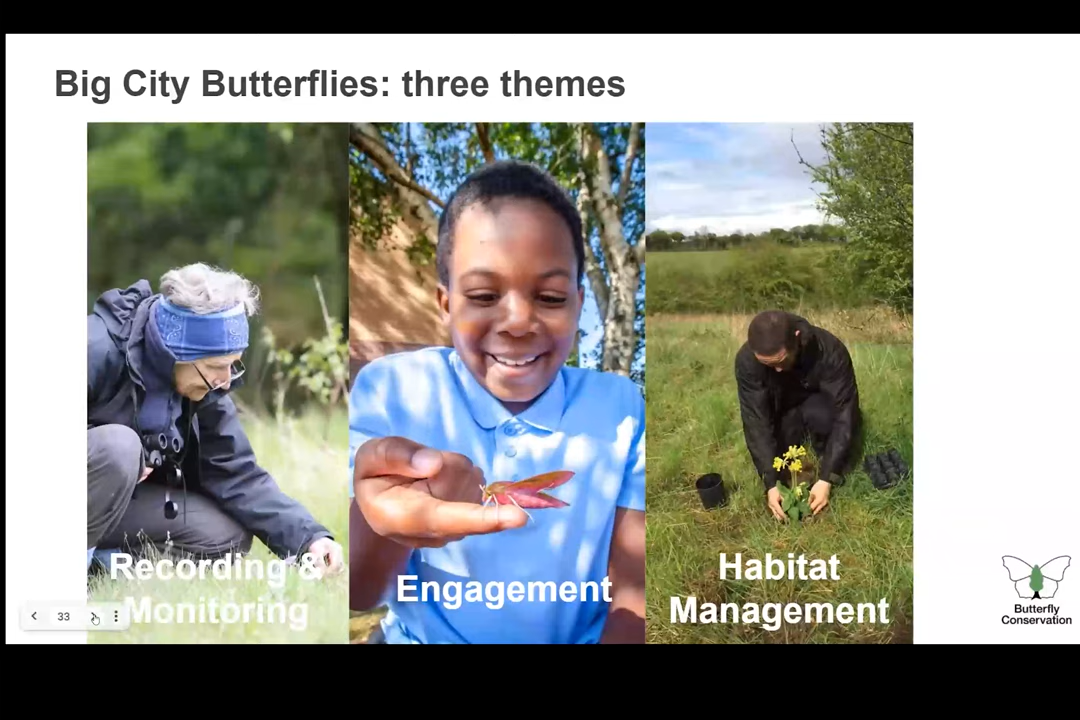 Big City Butterflies: three themes
Recording &
Monitoring
Engagement
Habitat
Management
33
Butterfly
Conservation